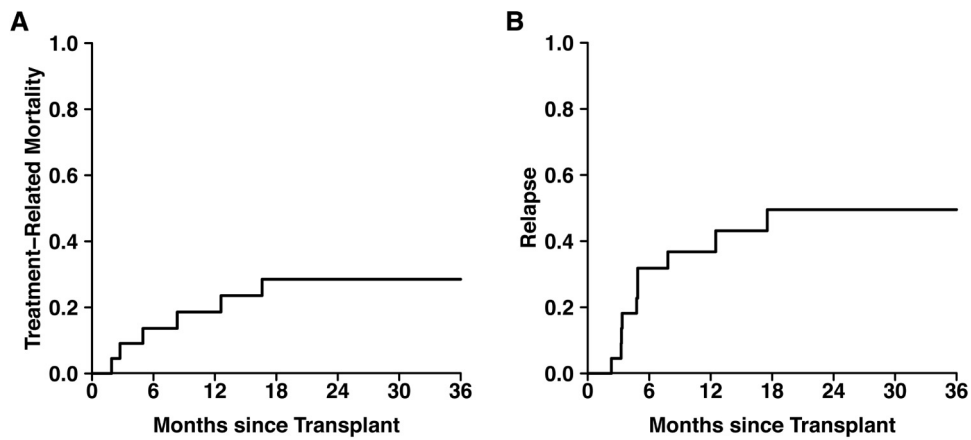 A
Treatment–Related Mortality
1.0
0.8
0.6
0.4
0.2
0.0
0 6 12 18 24 30 36
Months since Transplant
B
Relapse
1.0
0.8
0.6
0.4
0.2
0.0
0 6 12 18 24 30 36
Months since Transplant